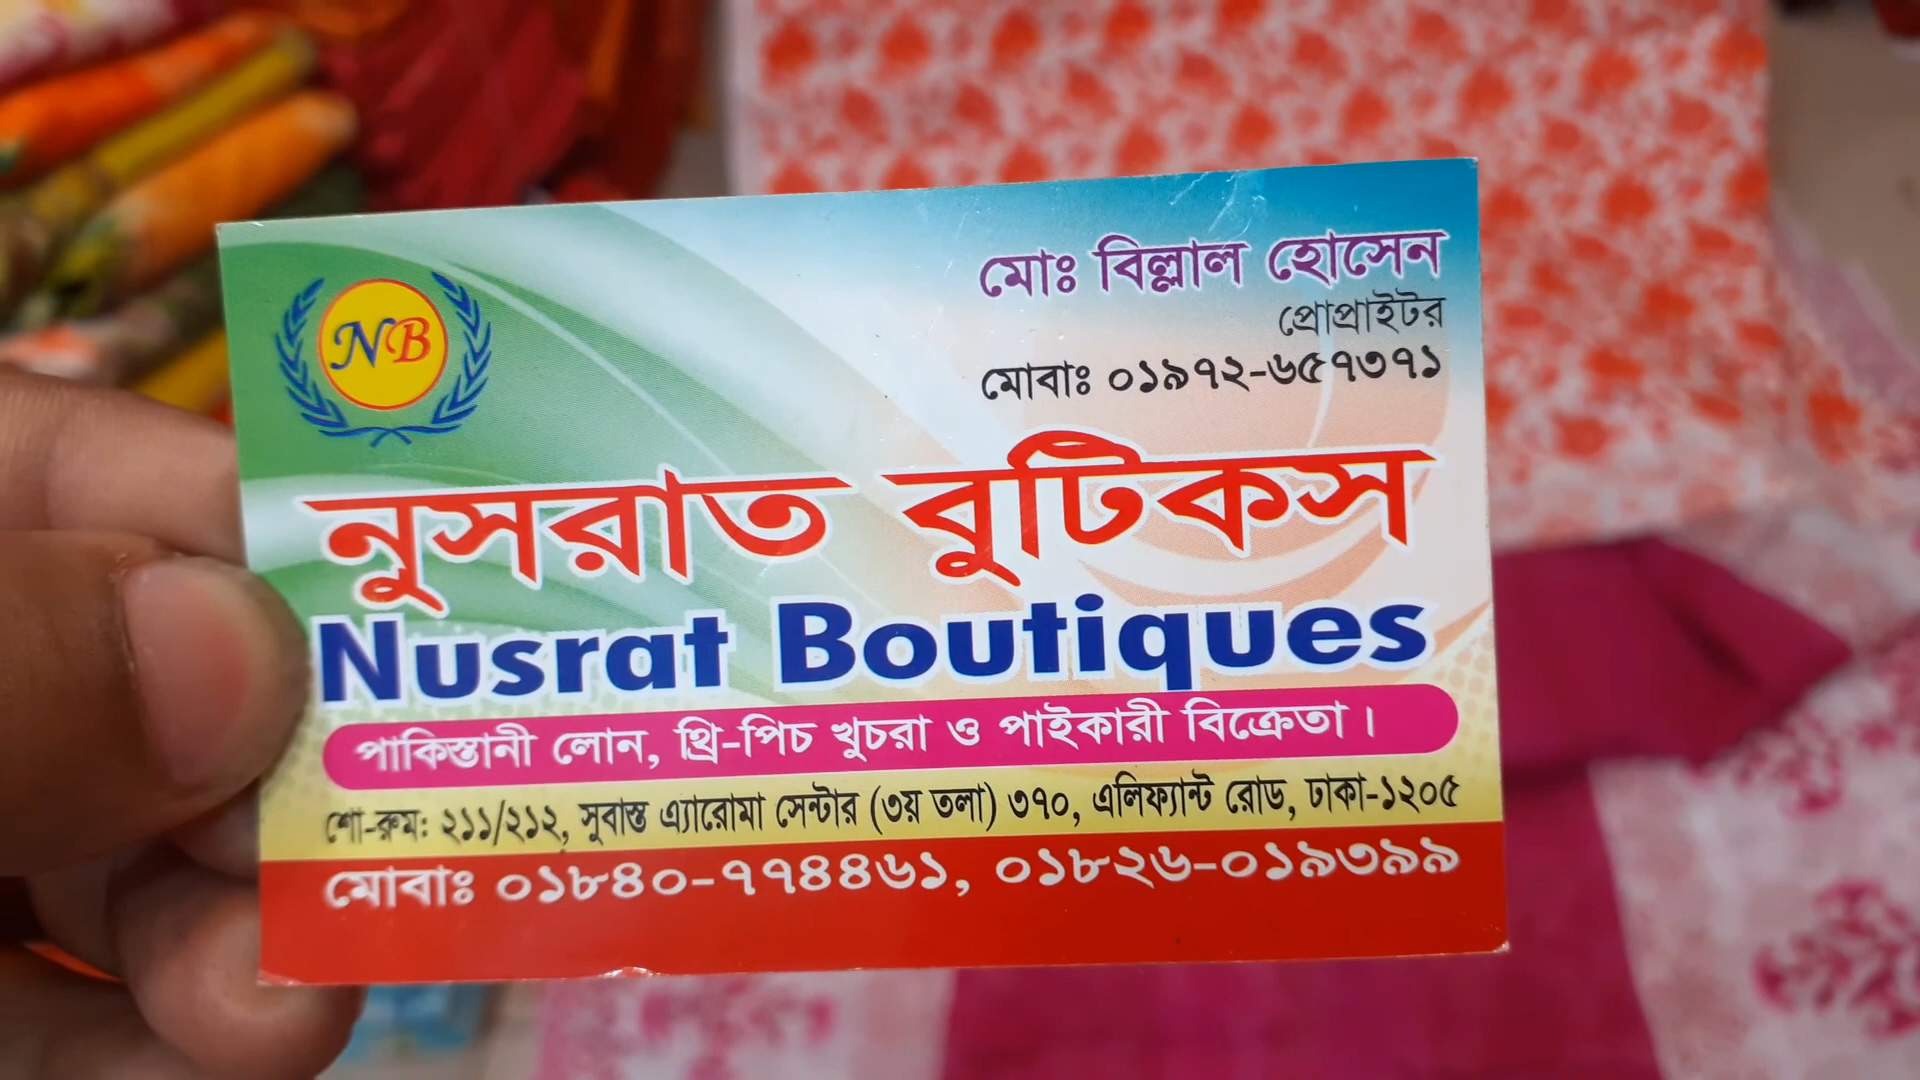 NB
মোঃ বিল্লাল হোসেন
প্রোপ্রাইটর
মোবাঃ ০১৯৭২-৬৫৭৩৭১
নুসরাত বুটিকস
Nusrat Boutiques
পাকিস্তানী লোন, থ্রি-পিচ খুচরা ও পাইকারী বিক্রেতা।
শো-রুম: ২১১/২১২, সুবাস্ত এ্যারোমা সেন্টার (৩য় তলা) ৩৭০, এলিফ্যান্ট রোড, ঢাকা-১২০৫
মোবাঃ ০১৮৪০-৭৭৪৪৬১, ০১৮২৬-০১৯৩৯৯